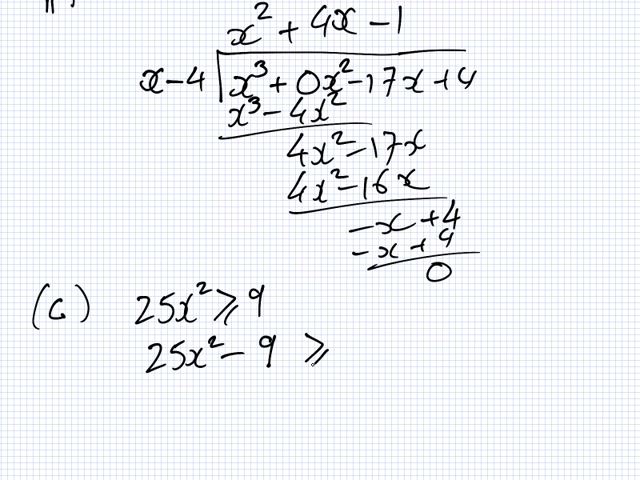 x² + 4x - 1
x - 4 | x³ + 0x² - 17x + 4
x³ - 4x²
4x² - 17x
4x² - 16x
-x + 4
-x + 4
0
(c) 25x² ⩾ 9
25x² - 9 ⩾